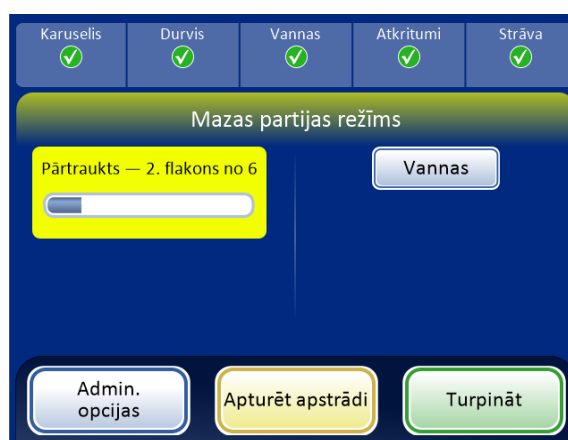 Karuselis Durvis Vannas Atkritumi Strāva
Mazas partijas režīms
Pārtraukts — 2. flakons no 6
Vannas
Admin.
opcijas
Apturēt apstrādi
Turpināt